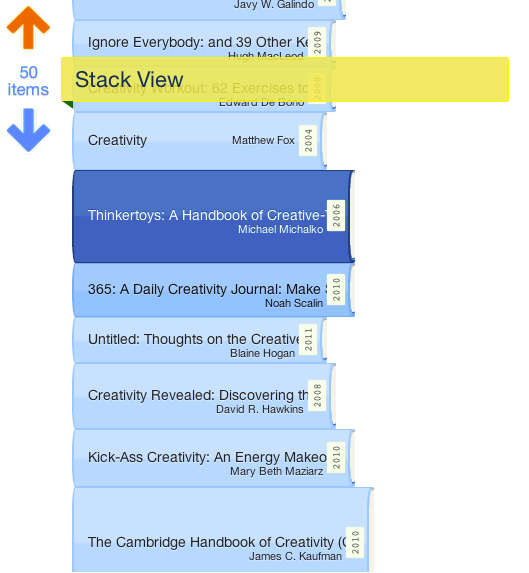 Javy W. Galindo
50
items
Ignore Everybody: and 39 Other Ke
Hugh MacLeod
2009
Stack View
Creativity Workout: 62 Exercises to
Edward De Bono
2008
Creativity
Matthew Fox
2004
Thinkertoys: A Handbook of Creative-T
Michael Michalko
2006
365: A Daily Creativity Journal: Make S
Noah Scalin
2010
Untitled: Thoughts on the Creative
Blaine Hogan
2011
Creativity Revealed: Discovering th
David R. Hawkins
2008
Kick-Ass Creativity: An Energy Makeo
Mary Beth Maziarz
2010
The Cambridge Handbook of Creativity (C
James C. Kaufman
2010